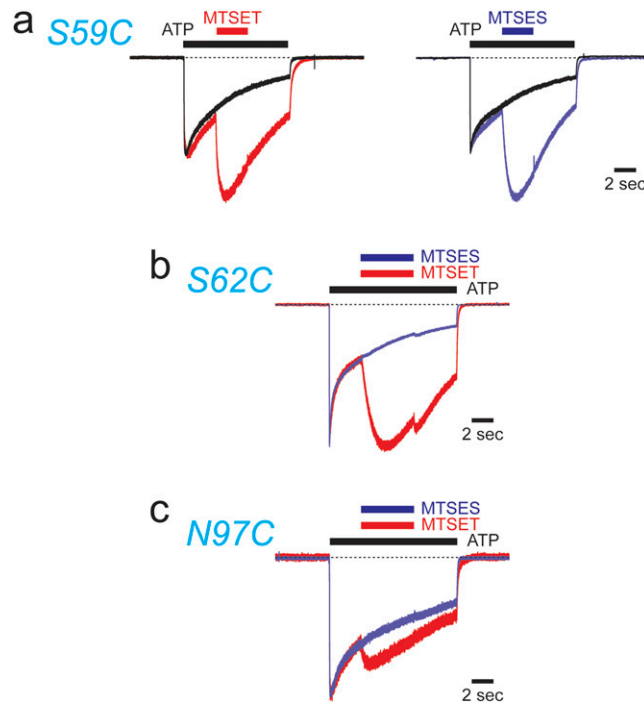 a
S59C
ATP
MTSET
ATP
MTSES
2 sec
b
S62C
MTSES
MTSET
ATP
2 sec
c
N97C
MTSES
MTSET
ATP
2 sec